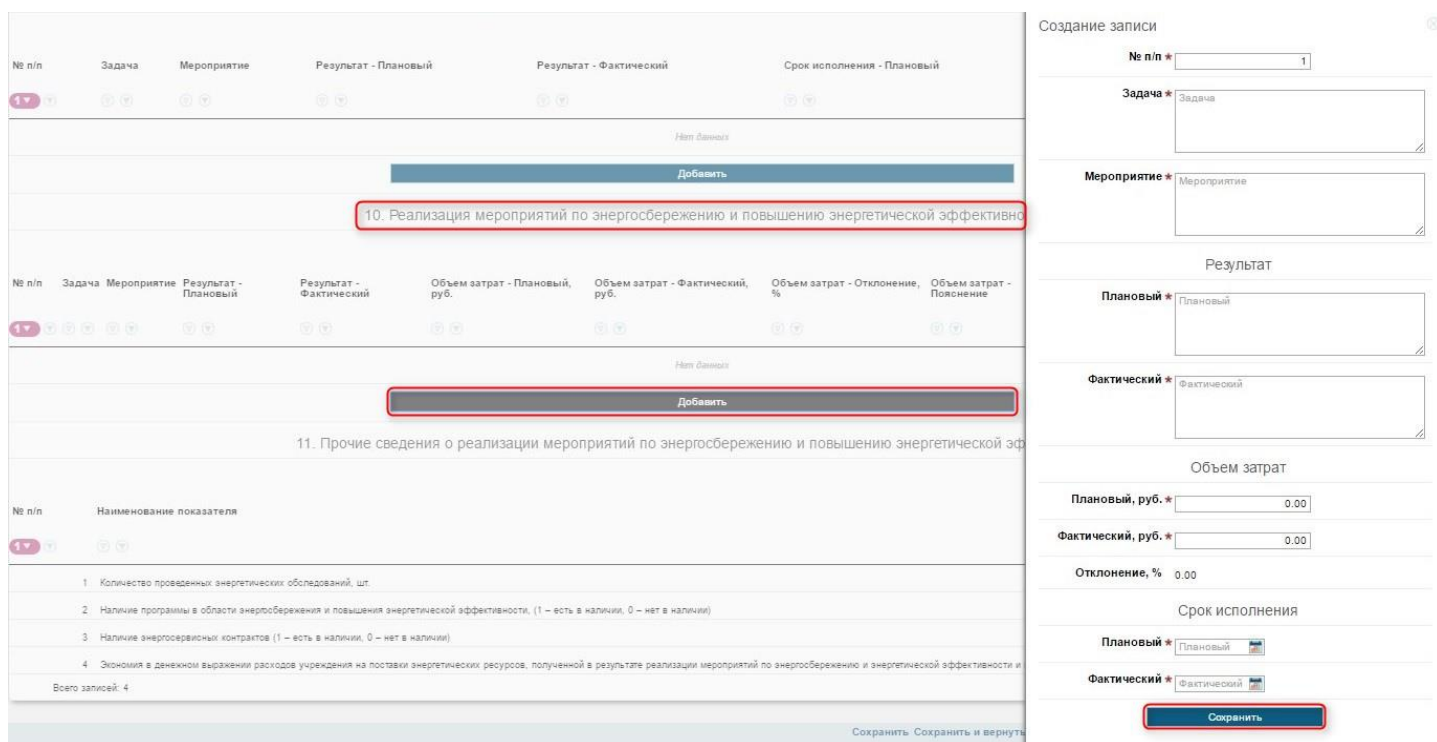 № п/п Задача Мероприятие Результат - Плановый Результат - Фактический Срок исполнения - Плановый
1
Нет данных
Добавить
10. Реализация мероприятий по энергосбережению и повышению энергетической эффективно
№ п/п Задача Мероприятие Результат - Плановый Результат - Фактический Объем затрат - Плановый, руб. Объем затрат - Фактический, руб. Объем затрат - Отклонение, % Объем затрат - Пояснение
1
Нет данных
Добавить
11. Прочие сведения о реализации мероприятий по энергосбережению и повышению энергетической эф
№ п/п Наименование показателя
1
1 Количество проведенных энергетических обследований, шт.
2 Наличие программы в области энергосбережения и повышения энергетической эффективности, (1 – есть в наличии, 0 – нет в наличии)
3 Наличие энергосервисных контрактов (1 – есть в наличии, 0 – нет в наличии)
4 Экономия в денежном выражении расходов учреждения на поставки энергетических ресурсов, полученной в результате реализации мероприятий по энергосбережению и энергетической эффективности и
Всего записей: 4
Сохранить Сохранить и вернуть
Создание записи
№ п/п * 1
Задача * Задача
Мероприятие * Мероприятие
Результат
Плановый * Плановый
Фактический * Фактический
Объем затрат
Плановый, руб. * 0.00
Фактический, руб. * 0.00
Отклонение, % 0.00
Срок исполнения
Плановый * Плановый
Фактический * Фактический
Сохранить